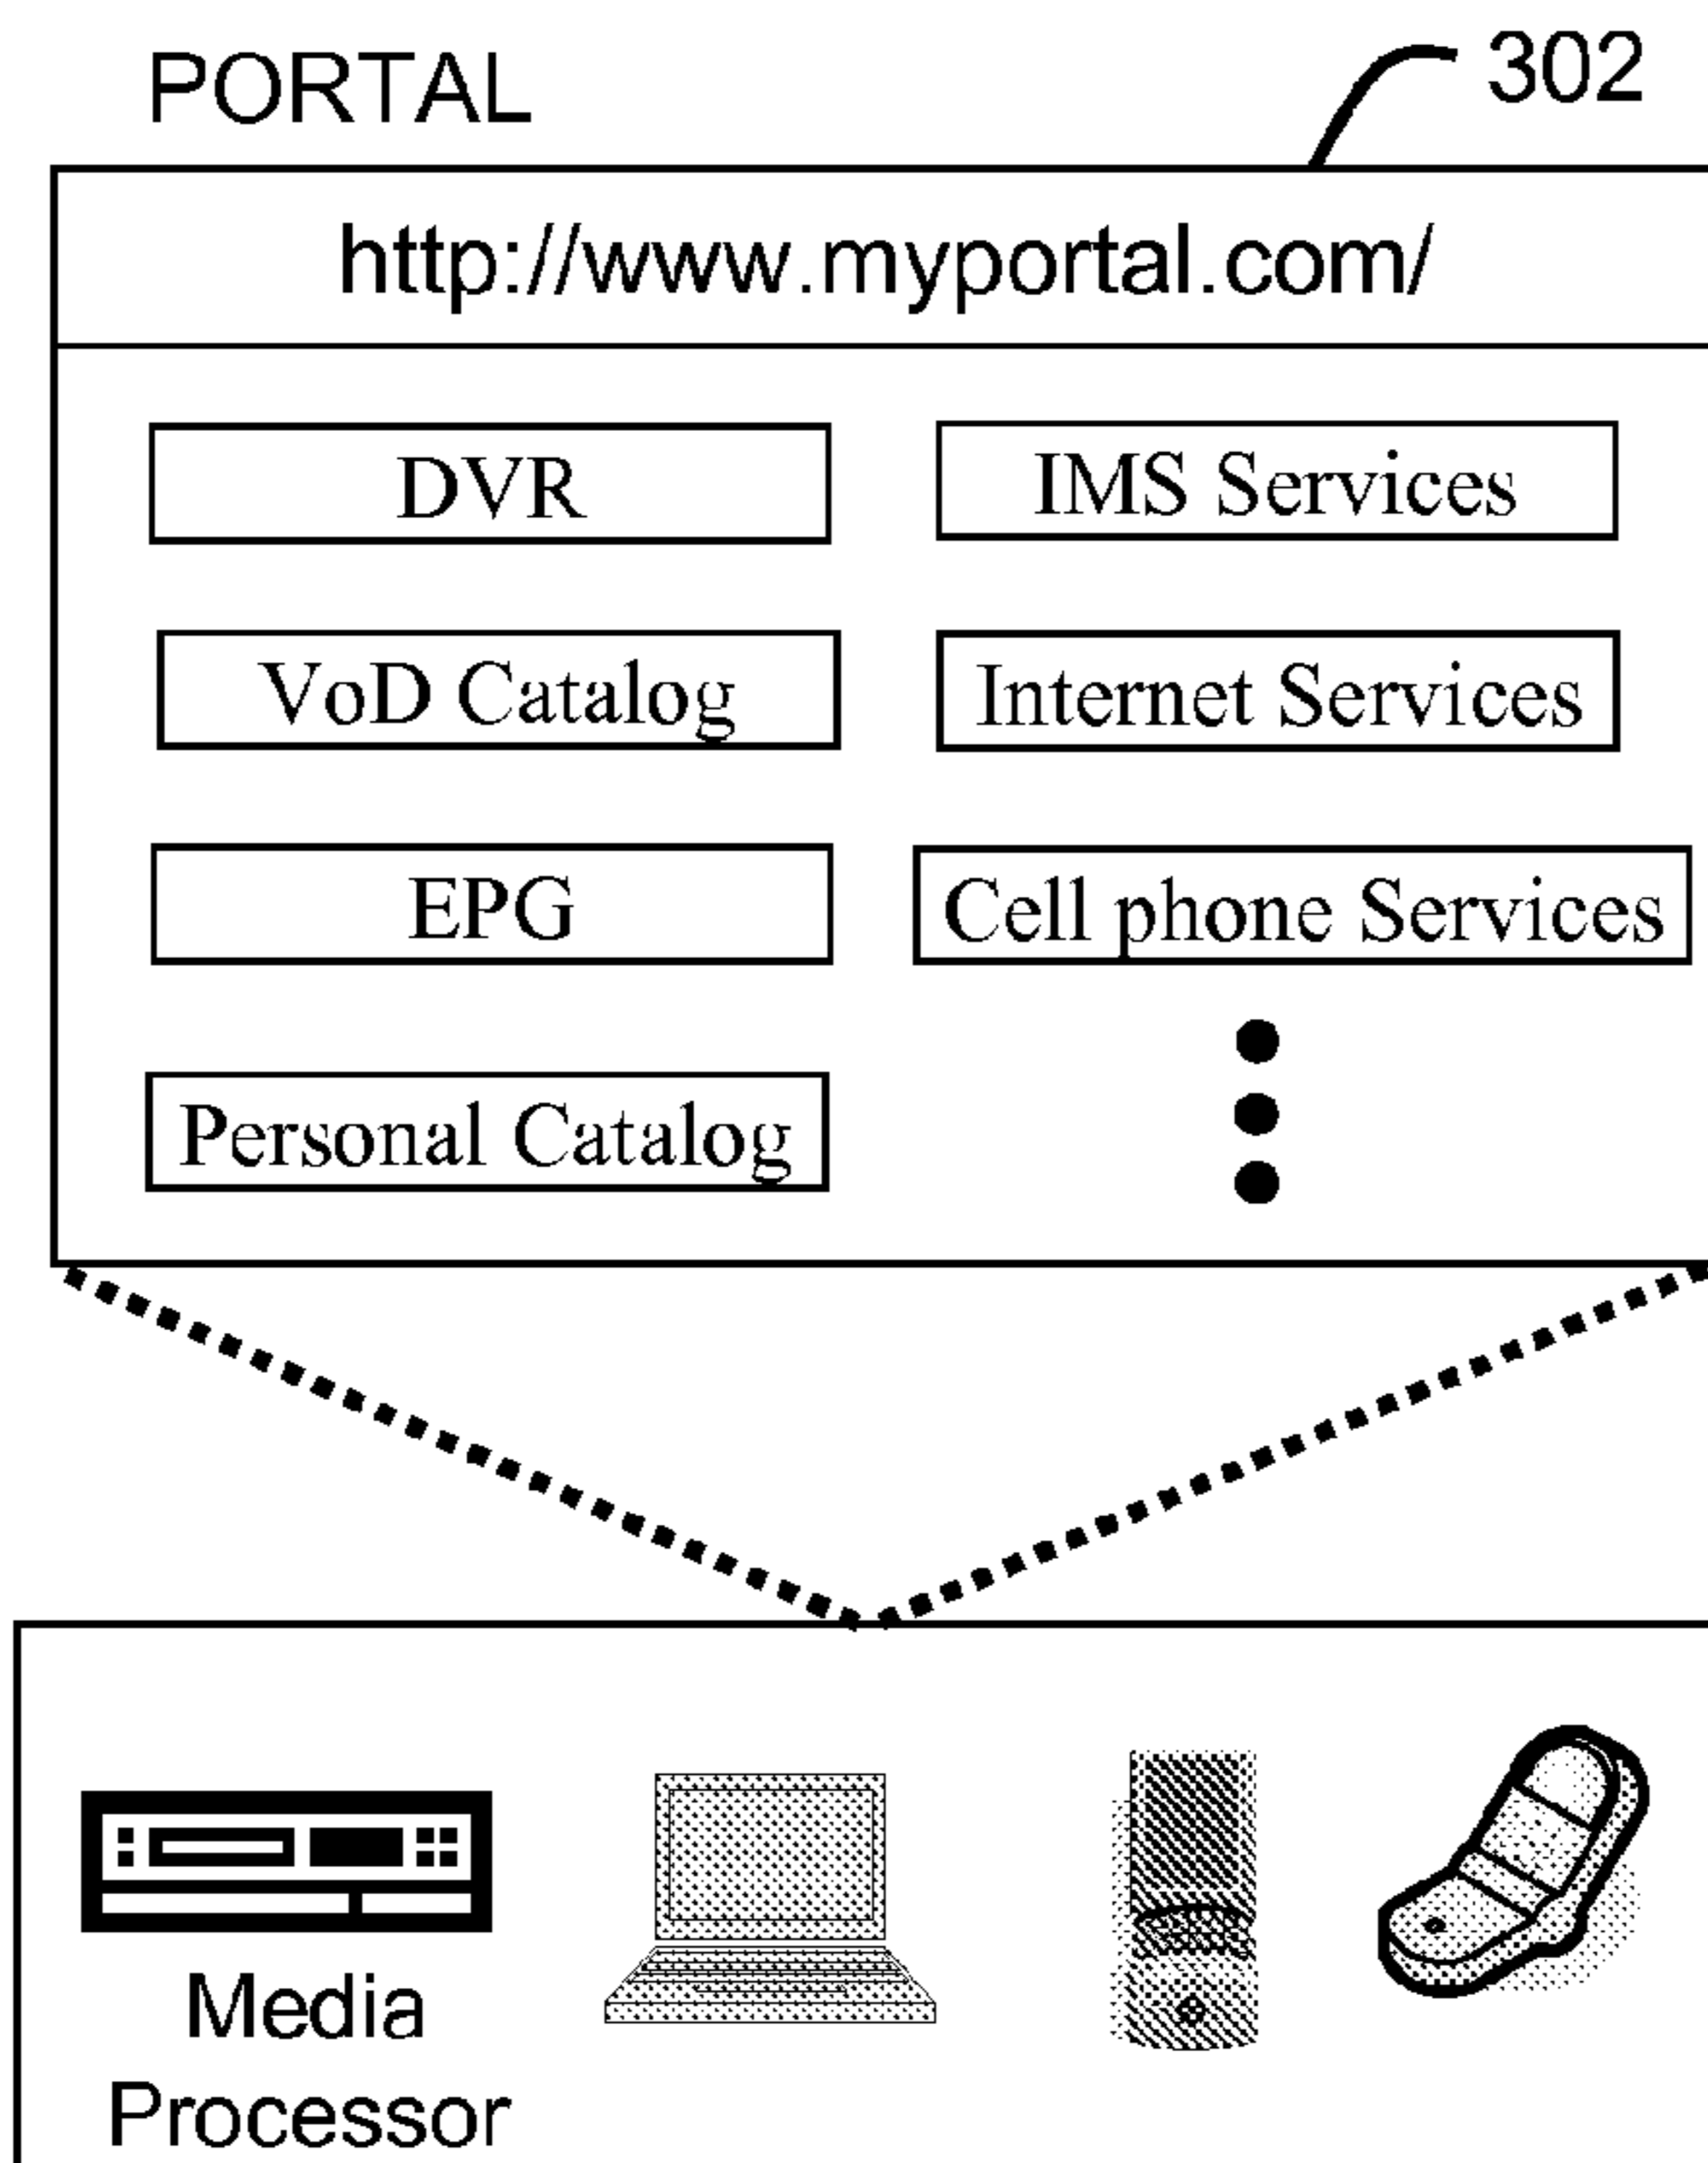 PORTAL
302
http://www.myportal.com/
DVR
IMS Services
VoD Catalog
Internet Services
EPG
Cell phone Services
Personal Catalog
Media
Processor